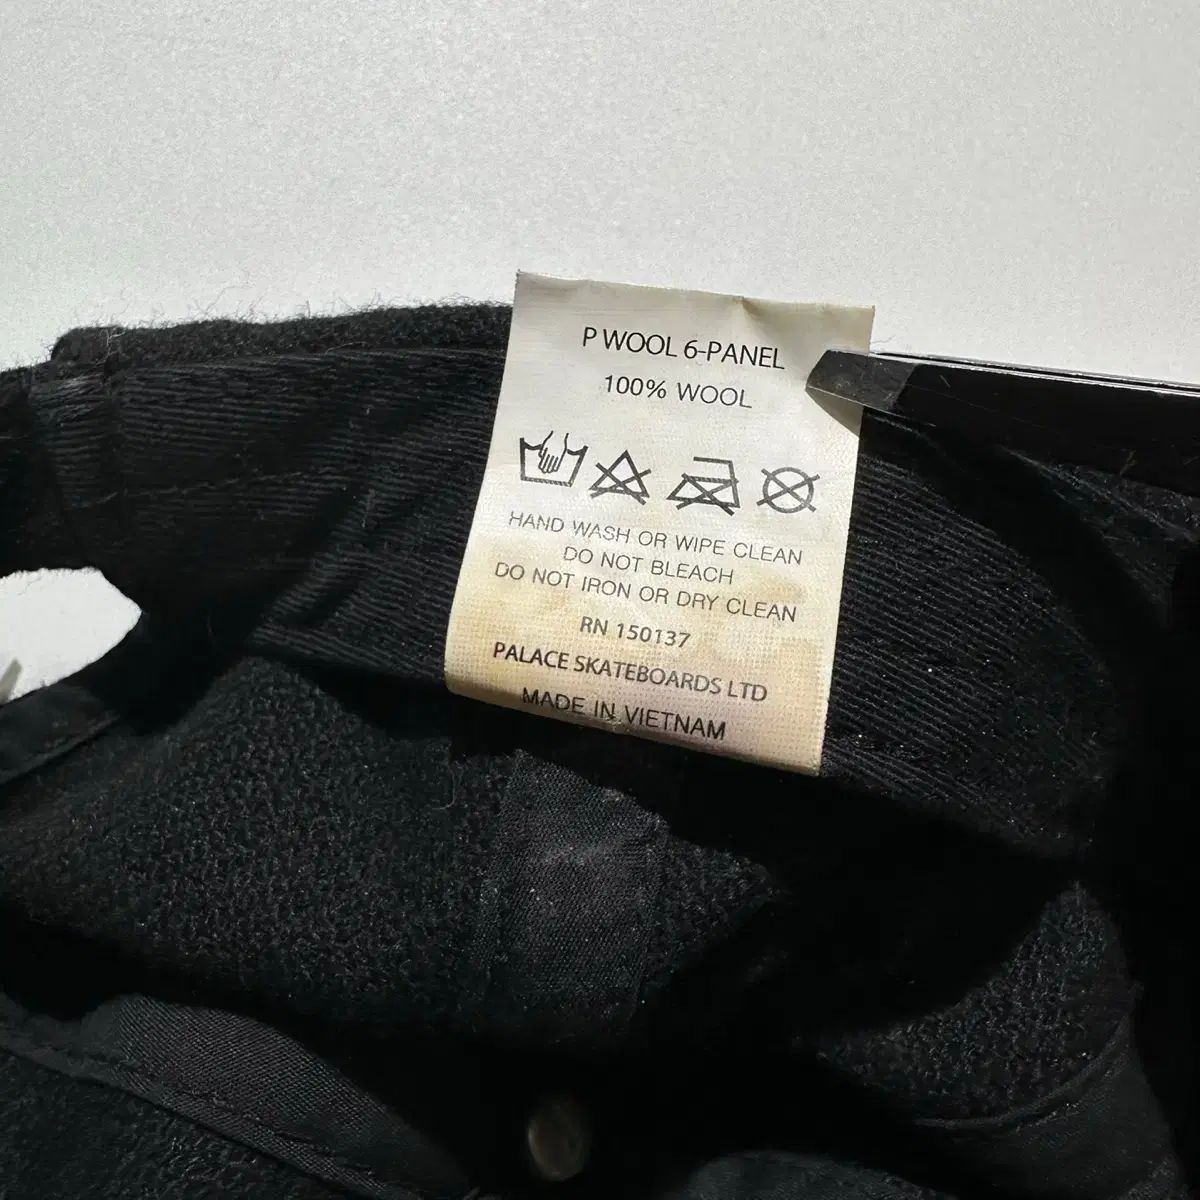 P WOOL 6-PANEL
100% WOOL
HAND WASH OR WIPE CLEAN
DO NOT BLEACH
DO NOT IRON OR DRY CLEAN
RN 150137
PALACE SKATEBOARDS LTD
MADE IN VIETNAM